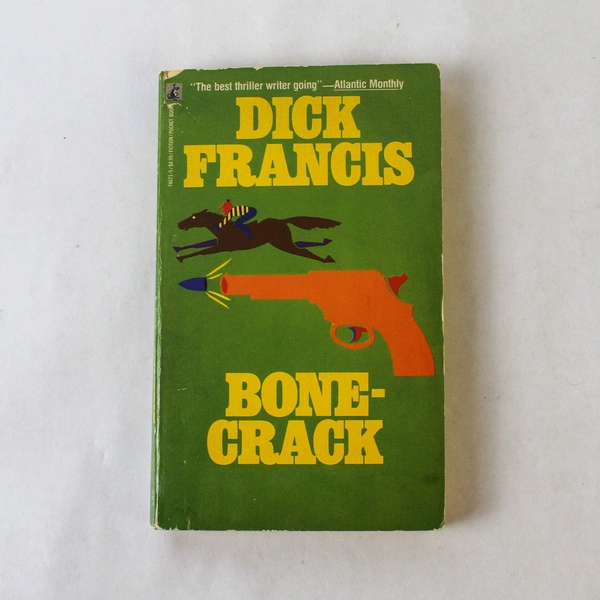 "The best thriller writer going"—Atlantic Monthly
DICK
FRANCIS
BONE-
CRACK